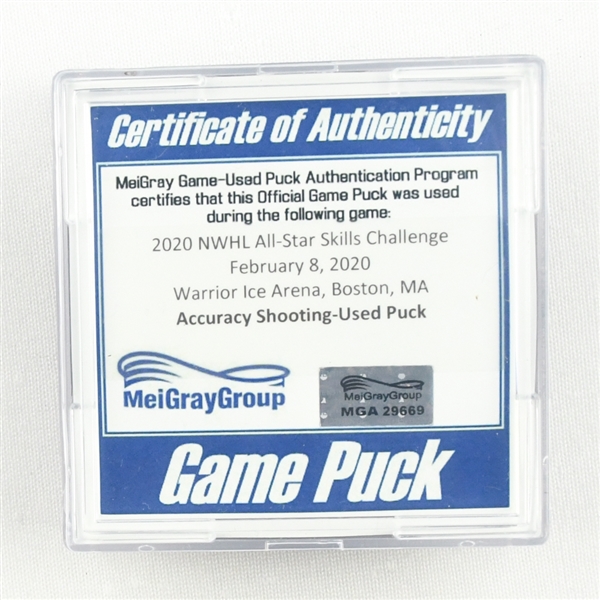 Certificate of Authenticity
MeiGray Game-Used Puck Authentication Program
certifies that this Official Game Puck was used
during the following game:
2020 NWHL All-Star Skills Challenge
February 8, 2020
Warrior Ice Arena, Boston, MA
Accuracy Shooting-Used Puck
MeiGrayGroup
MeiGrayGroup
MGA 29669
Game Puck